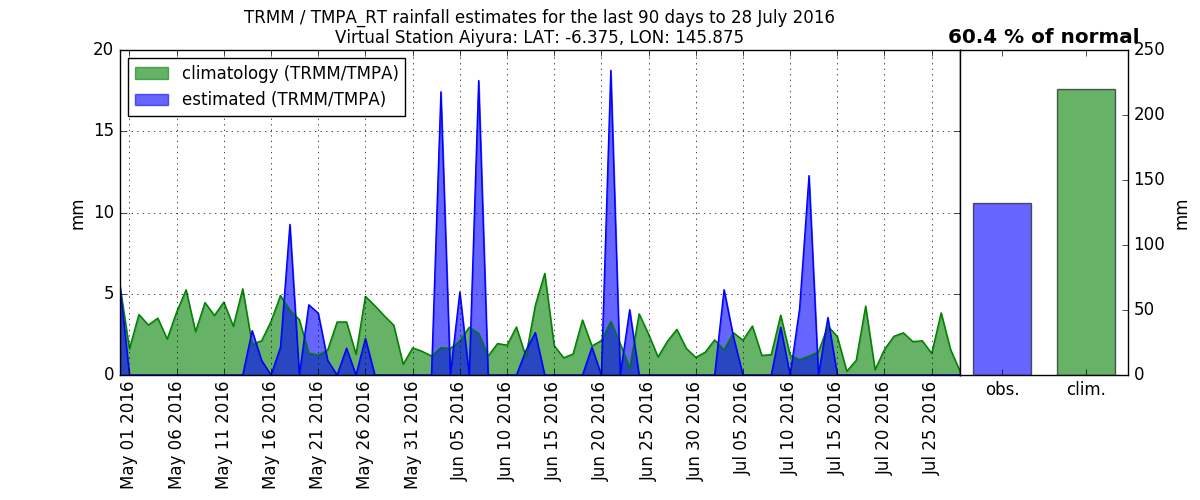 TRMM / TMPA_RT rainfall estimates for the last 90 days to 28 July 2016
Virtual Station Aiyura: LAT: -6.375, LON: 145.875
60.4 % of normal
climatology (TRMM/TMPA)
estimated (TRMM/TMPA)
20
15
10
5
0
mm
May 01 2016
May 06 2016
May 11 2016
May 16 2016
May 21 2016
May 26 2016
May 31 2016
Jun 05 2016
Jun 10 2016
Jun 15 2016
Jun 20 2016
Jun 25 2016
Jun 30 2016
Jul 05 2016
Jul 10 2016
Jul 15 2016
Jul 20 2016
Jul 25 2016
obs.
clim.
250
200
150
100
50
0
mm